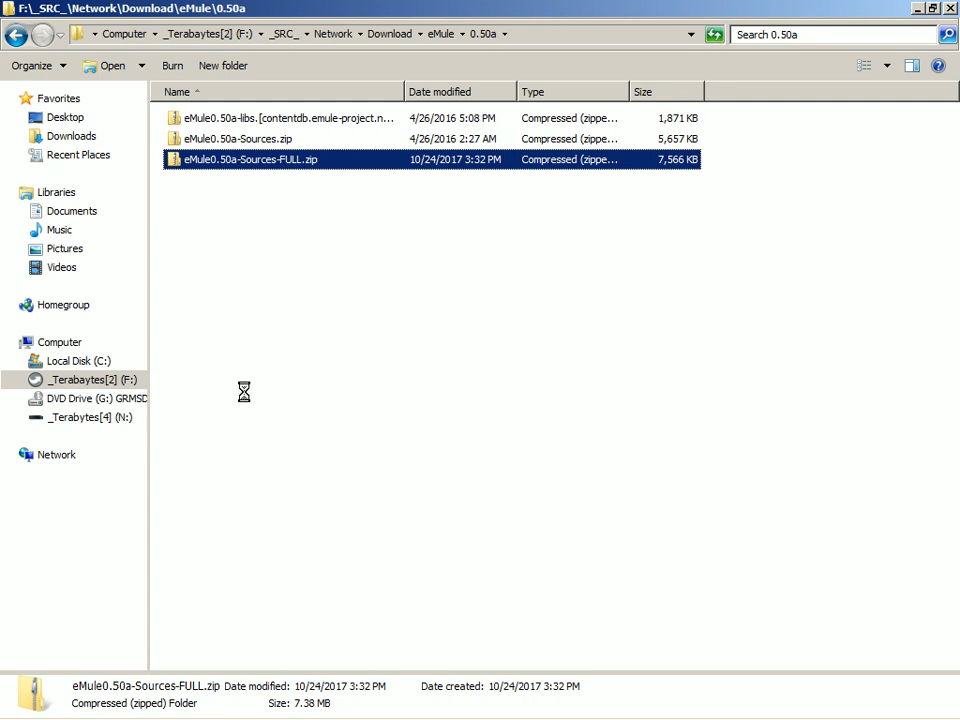 F:\_SRC_\Network\Download\eMule\0.50a
Computer _Terabaytes[2] (F:) _SRC_ Network Download eMule 0.50a
Search 0.50a
Organize Open Burn New folder
Name Date modified Type Size
eMule0.50a-libs.[contentdb.emule-project.n... 4/26/2016 5:08 PM Compressed (zippe... 1,871 KB
eMule0.50a-Sources.zip 4/26/2016 2:27 AM Compressed (zippe... 5,657 KB
eMule0.50a-Sources-FULL.zip 10/24/2017 3:32 PM Compressed (zippe... 7,566 KB
Favorites
Desktop
Downloads
Recent Places
Libraries
Documents
Music
Pictures
Videos
Homegroup
Computer
Local Disk (C:)
_Terabaytes[2] (F:)
DVD Drive (G:) GRMSD
_Terabytes[4] (N:)
Network
eMule0.50a-Sources-FULL.zip Date modified: 10/24/2017 3:32 PM Date created: 10/24/2017 3:32 PM
Compressed (zipped) Folder Size: 7.38 MB